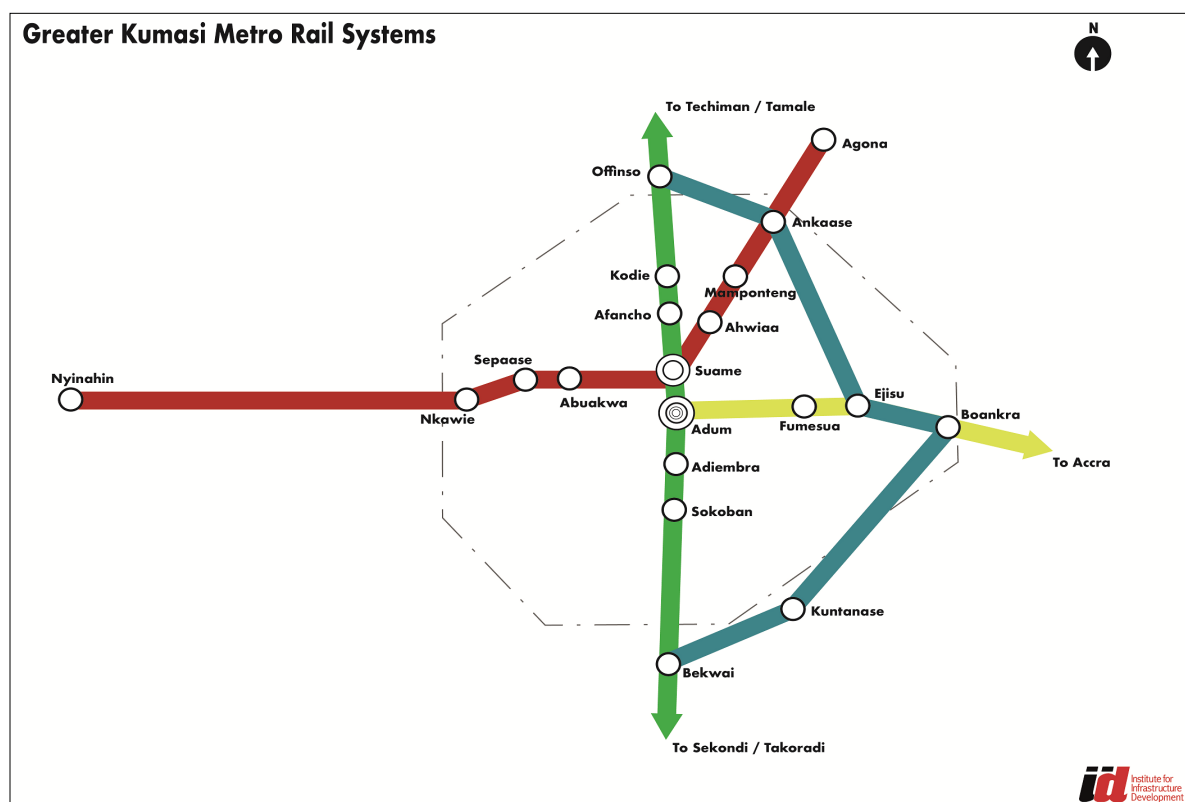 Greater Kumasi Metro Rail Systems
N
To Techiman / Tamale
Agona
Offinso
Ankaase
Kodie
Mamponteng
Afancho
Ahwiaa
Sepaase
Suame
Nyinahin
Abuakwa
Ejisu
Nkawie
Boankra
Adum
Fumesua
To Accra
Adiembra
Sokoban
Kuntanase
Bekwai
To Sekondi / Takoradi
iid
Institute for
Infrastructure
Development